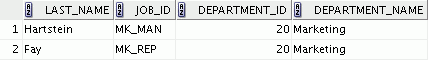 LAST_NAME JOB_ID DEPARTMENT_ID DEPARTMENT_NAME
1 Hartstein MK_MAN 20 Marketing
2 Fay MK_REP 20 Marketing